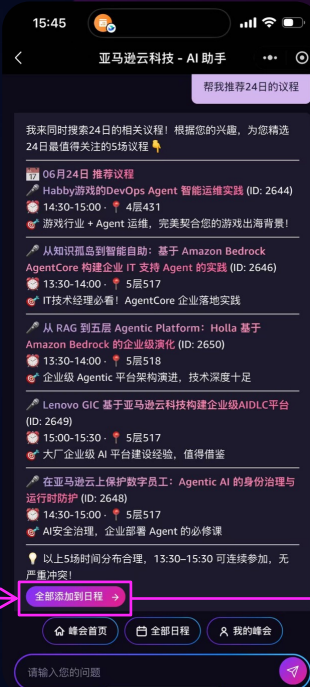 15:45
亚马逊云科技 - AI 助手
帮我推荐24日的议程
我来同时搜索24日的相关议程！根据您的兴趣，为您精选
24日最值得关注的5场议程👇
📅 06月24日 推荐议程
🎤 Habby游戏的DevOps Agent 智能运维实践 (ID: 2644)
⏰ 14:30-15:00 · 📍 4层431
🎯 游戏行业 + Agent 运维，完美契合您的游戏出海背景！
🎤 从知识孤岛到智能自助：基于 Amazon Bedrock
AgentCore 构建企业 IT 支持 Agent 的实践 (ID: 2646)
⏰ 13:30-14:00 · 📍 5层517
🎯 IT技术经理必看！AgentCore 企业落地实践
🎤 从 RAG 到五层 Agentic Platform：Holla 基于
Amazon Bedrock 的企业级演化 (ID: 2650)
⏰ 13:30-14:00 · 📍 5层518
🎯 企业级 Agentic 平台架构演进，技术深度十足
🎤 Lenovo GIC 基于亚马逊云科技构建企业级AIDLC平台
(ID: 2649)
⏰ 15:00-15:30 · 📍 5层517
🎯 大厂企业级 AI 平台建设经验，值得借鉴
🎤 在亚马逊云上保护数字员工：Agentic AI 的身份治理与
运行时防护 (ID: 2648)
⏰ 14:30-15:00 · 📍 5层517
🎯 AI安全治理，企业部署 Agent 的必修课
💡 以上5场时间分布合理，13:30–15:30 可连续参加，无
严重冲突！
全部添加到日程 →
峰会首页 全部日程 我的峰会
请输入您的问题